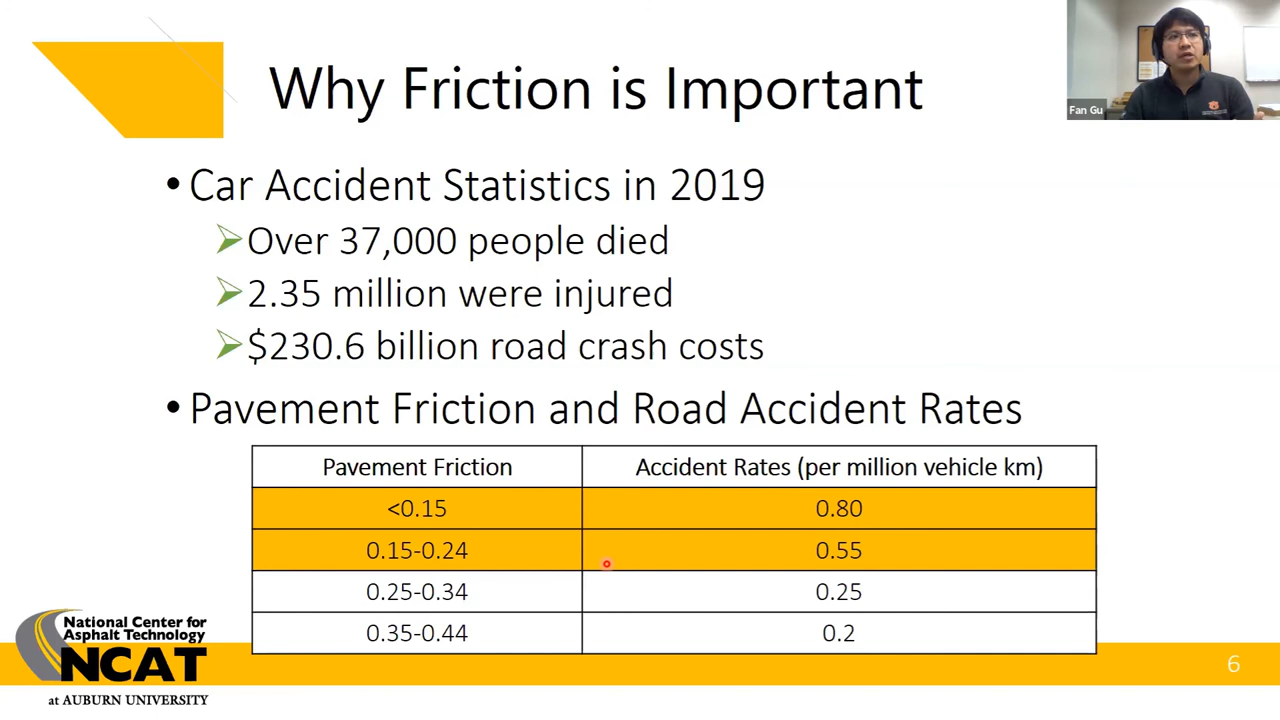 Why Friction is Important
Fan Gu
• Car Accident Statistics in 2019
Over 37,000 people died
2.35 million were injured
$230.6 billion road crash costs
• Pavement Friction and Road Accident Rates
Pavement Friction Accident Rates (per million vehicle km)
<0.15 0.80
0.15-0.24 0.55
0.25-0.34 0.25
0.35-0.44 0.2
National Center for
Asphalt Technology
NCAT
at AUBURN UNIVERSITY
6